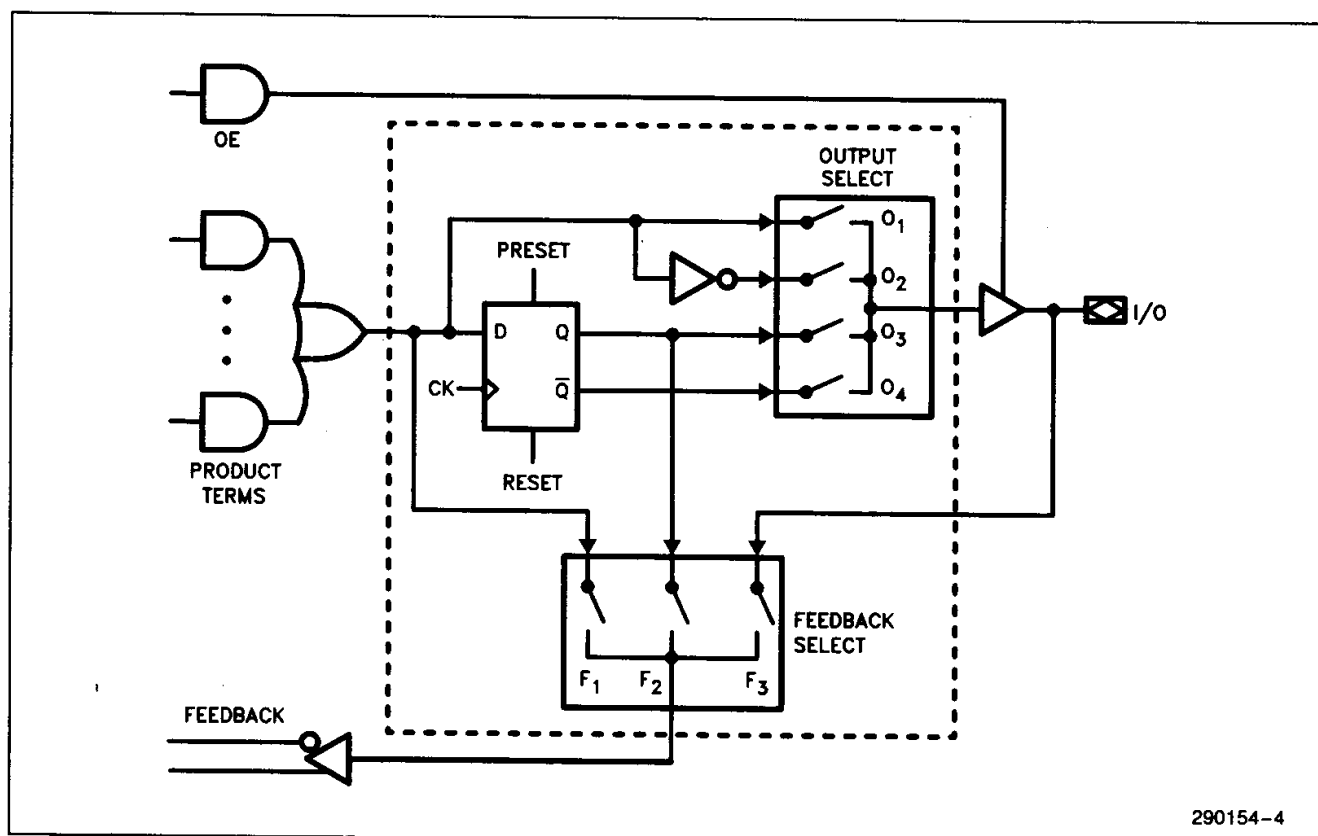 OE
OUTPUT
SELECT
O1
PRESET
O2
I/O
D Q
O3
CK
Q̅
O4
PRODUCT
TERMS
RESET
FEEDBACK
SELECT
F1 F2 F3
FEEDBACK
290154-4